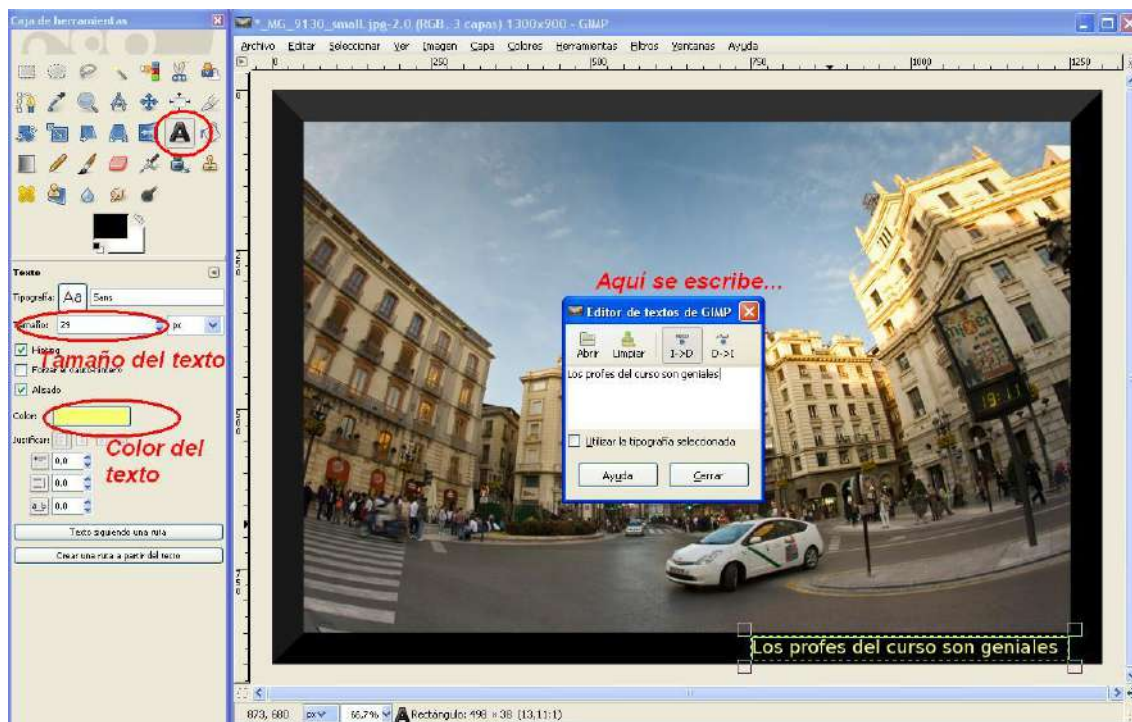 Caja de herramientas
*_MG_9130_small.jpg-2.0 (RGB, 3 capas) 1300x900 - GIMP
Archivo Editar Seleccionar Ver Imagen Capa Colores Herramientas Filtros Ventanas Ayuda
0 250 500 750 1000 1250
Texto
Tipografía: Aa Sans
Tamaño: 29 px
Tamaño del texto
Hinting
Alisado
Color:
Color del
texto
Justificar:
0,0
0,0
a_b 0,0
Texto siguiendo una ruta
Crear una ruta a partir del texto
Aquí se escribe...
Editor de textos de GIMP
Abrir Limpiar I->D D->I
Los profes del curso son geniales
Utilizar la tipografía seleccionada
Ayuda Cerrar
19:11
Los profes del curso son geniales
873, 680 px 66,7% A Rectángulo: 498 × 38 (13,11:1)